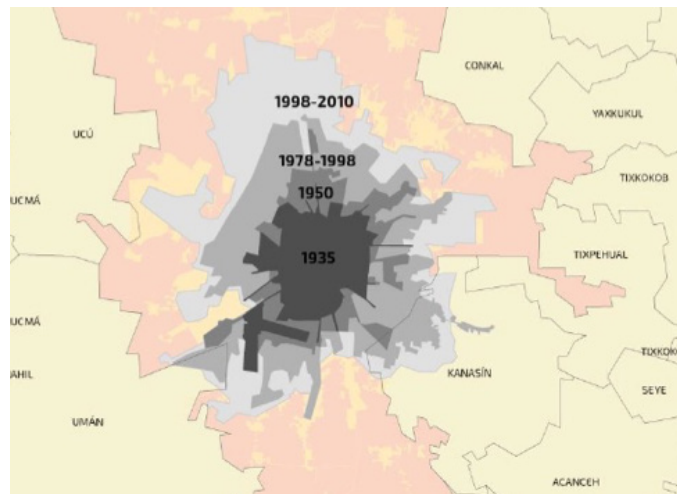 CONKAL
1998-2010
YAXKUKUL
UCÚ
1978-1998
TIXKOKOB
1950
UCMÁ
1935
TIXPEHUAL
UCMÁ
TIXKOKO
AHIL
KANASÍN
SEYE
UMÁN
ACANCEH